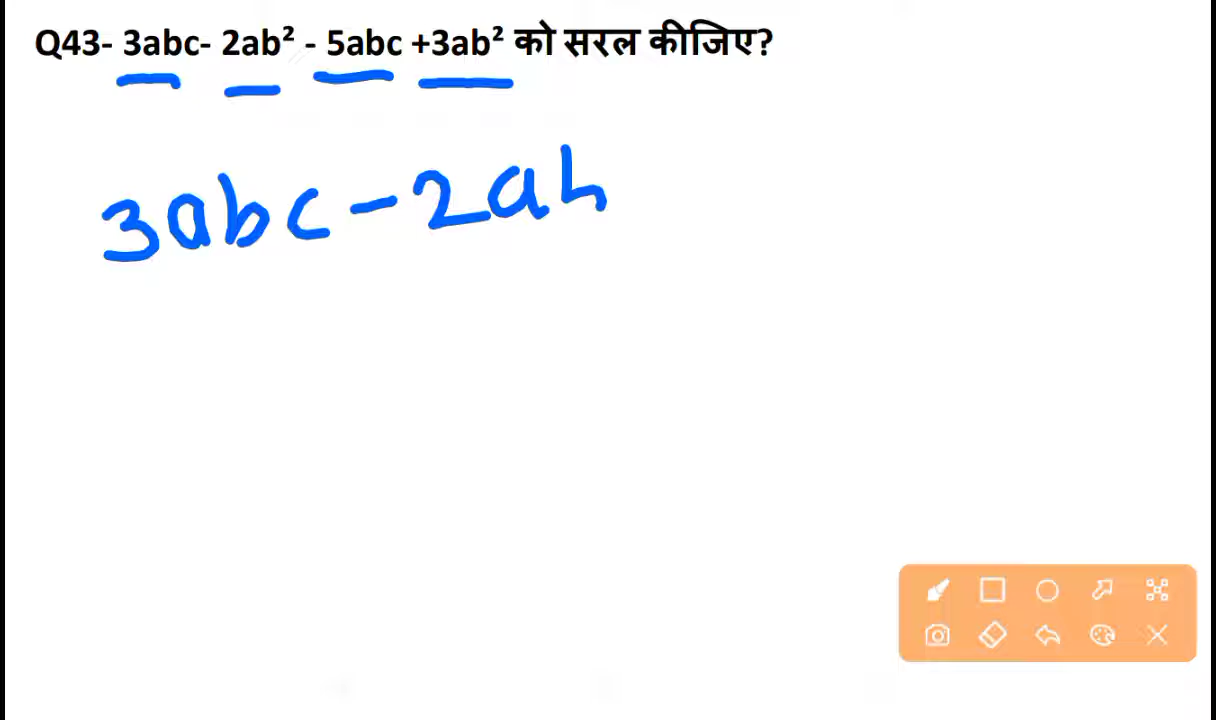 Q43- 3abc- 2ab² - 5abc +3ab² को सरल कीजिए?
3abc - 2ab